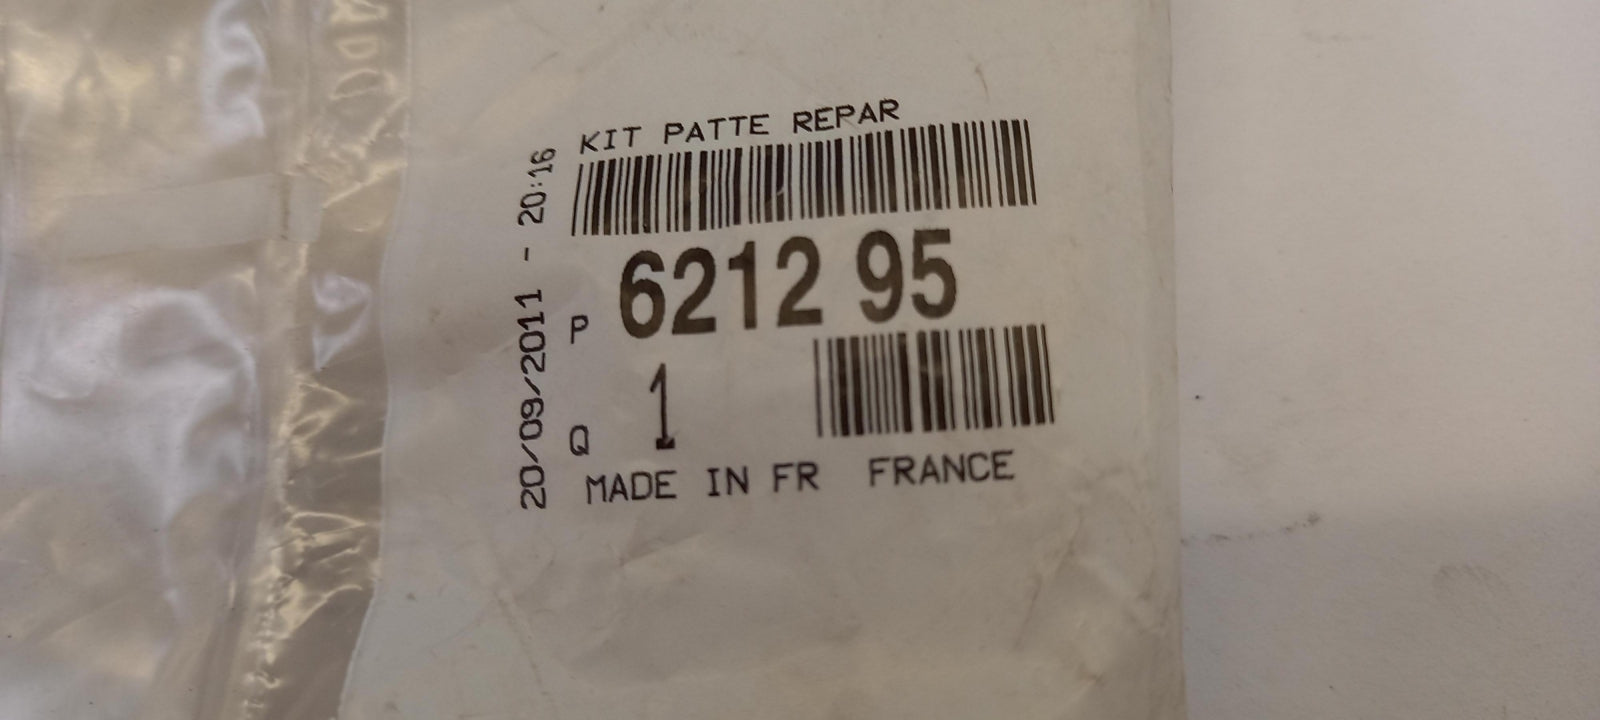 KIT PATTE REPAR
20/09/2011 - 20:16
P 6212 95
Q 1
MADE IN FR FRANCE